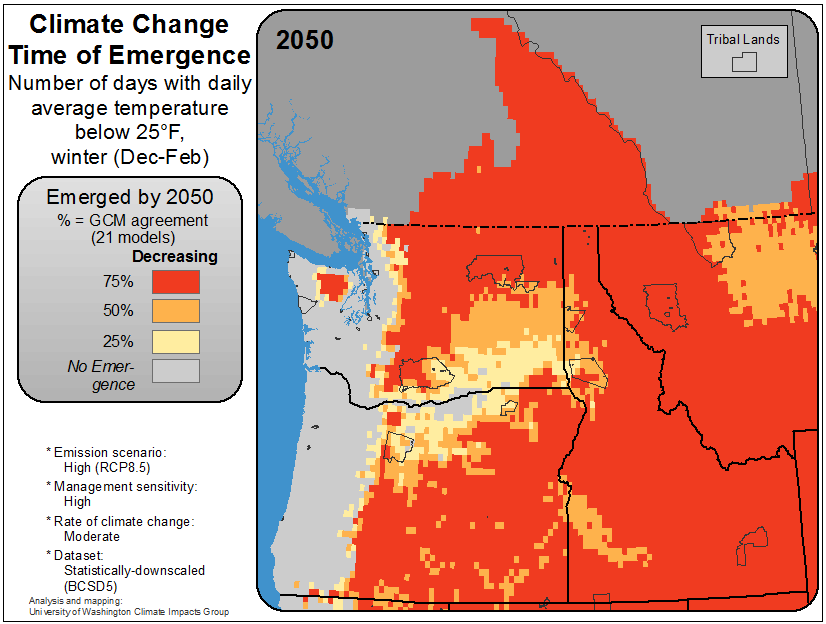 Climate Change
Time of Emergence
Number of days with daily
average temperature
below 25°F,
winter (Dec-Feb)
Emerged by 2050
% = GCM agreement
(21 models)
Decreasing
75%
50%
25%
No Emer-
gence
* Emission scenario:
High (RCP8.5)
* Management sensitivity:
High
* Rate of climate change:
Moderate
* Dataset:
Statistically-downscaled
(BCSD5)
Analysis and mapping:
University of Washington Climate Impacts Group
2050
Tribal Lands